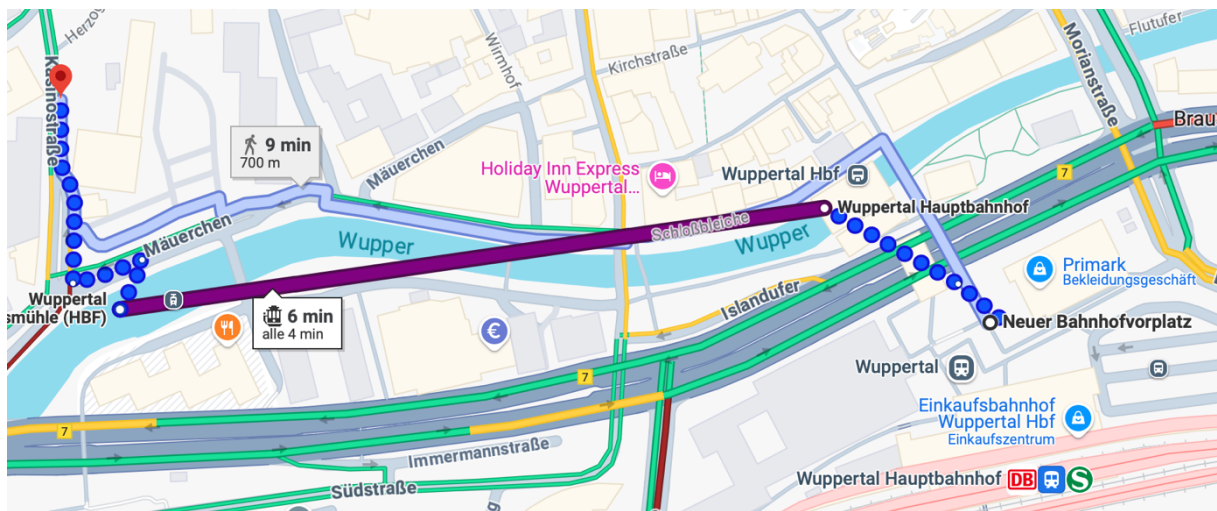 Herzog
Kasinostraße
Wirmhof
Kirchstraße
Morianstraße
Flutufer
9 min
700 m
Mäuerchen
Holiday Inn Express
Wuppertal...
Wuppertal Hbf
7
Brau
Wuppertal Hauptbahnhof
Schloßbleiche
Wupper
Wupper
Mäuerchen
Wuppertal
smühle (HBF)
6 min
alle 4 min
€
Islandufer
Primark
Bekleidungsgeschäft
Neuer Bahnhofvorplatz
Wuppertal
7
7
Einkaufsbahnhof
Wuppertal Hbf
Einkaufszentrum
Immermannstraße
Südstraße
Wuppertal Hauptbahnhof DB S